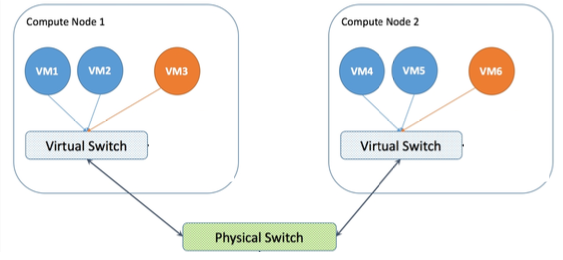 Compute Node 1
Compute Node 2
VM1
VM2
VM3
VM4
VM5
VM6
Virtual Switch
Virtual Switch
Physical Switch